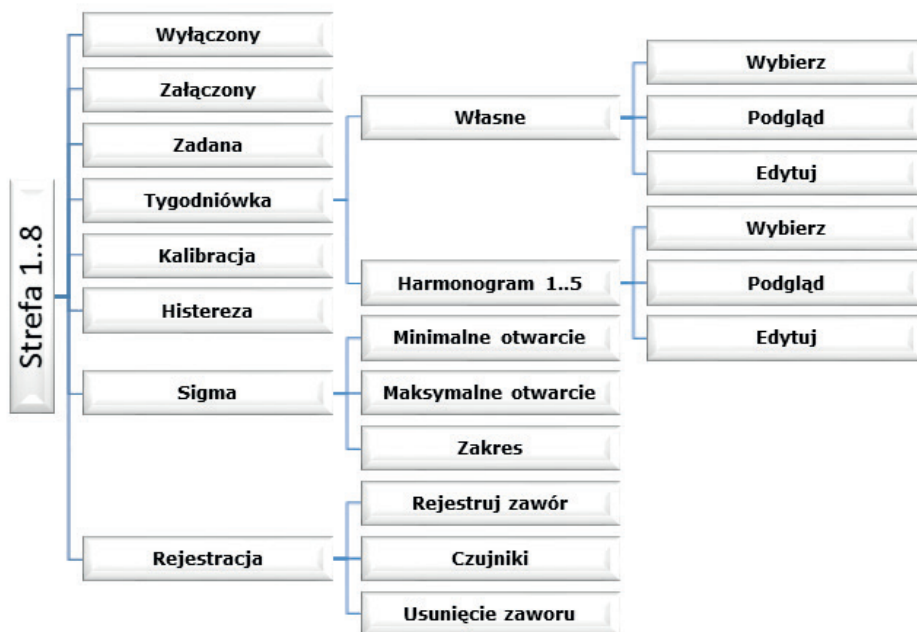 Strefa 1..8
Wyłączony
Załączony
Zadana
Tygodniówka
Kalibracja
Histereza
Sigma
Rejestracja
Własne
Harmonogram 1..5
Minimalne otwarcie
Maksymalne otwarcie
Zakres
Rejestruj zawór
Czujniki
Usunięcie zaworu
Wybierz
Podgląd
Edytuj
Wybierz
Podgląd
Edytuj